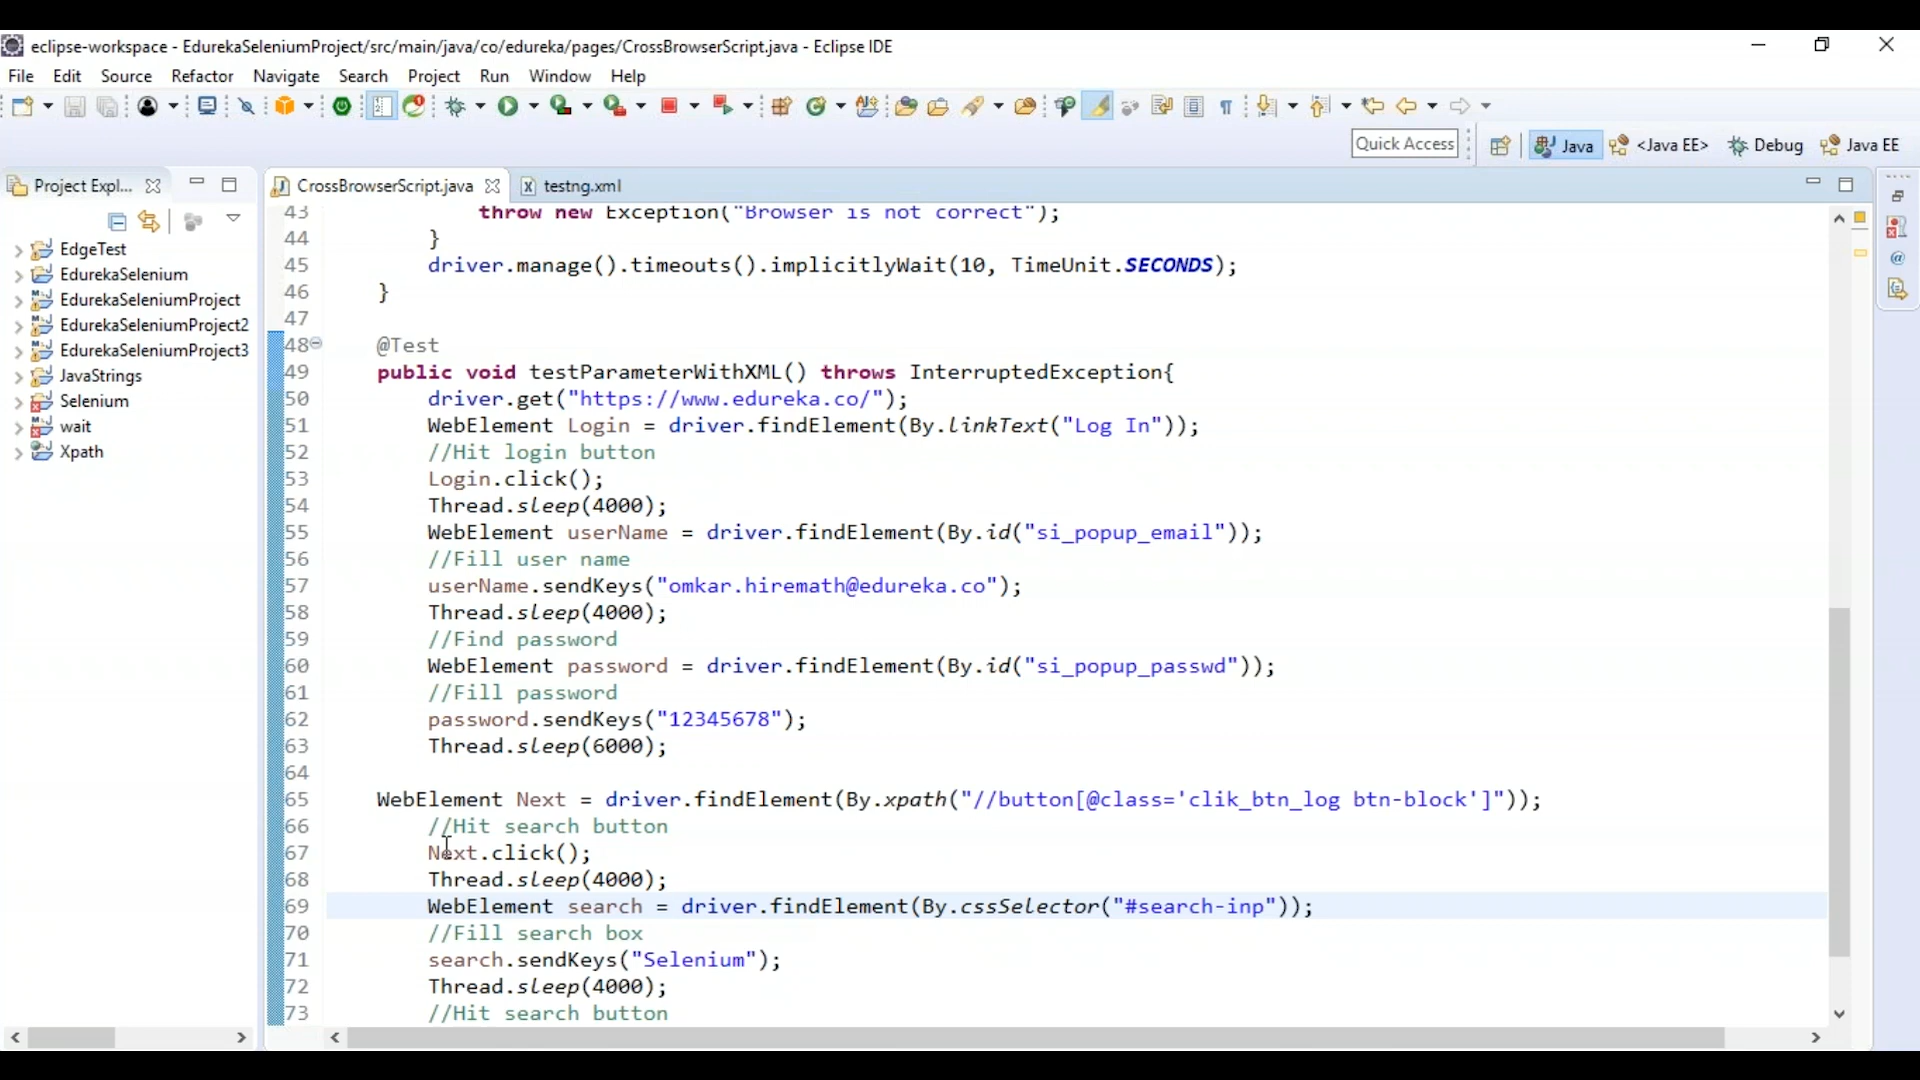 eclipse-workspace - EdurekaSeleniumProject/src/main/java/co/edureka/pages/CrossBrowserScript.java - Eclipse IDE
File Edit Source Refactor Navigate Search Project Run Window Help
Quick Access Java <Java EE> Debug Java EE
Project Expl...
CrossBrowserScript.java
testng.xml
EdgeTest
EdurekaSelenium
EdurekaSeleniumProject
EdurekaSeleniumProject2
EdurekaSeleniumProject3
JavaStrings
Selenium
wait
Xpath
43 throw new Exception("Browser is not correct");
44 }
45 driver.manage().timeouts().implicitlyWait(10, TimeUnit.SECONDS);
46 }
47
48 @Test
49 public void testParameterWithXML() throws InterruptedException{
50 driver.get("https://www.edureka.co/");
51 WebElement Login = driver.findElement(By.linkText("Log In"));
52 //Hit login button
53 Login.click();
54 Thread.sleep(4000);
55 WebElement userName = driver.findElement(By.id("si_popup_email"));
56 //Fill user name
57 userName.sendKeys("omkar.hiremath@edureka.co");
58 Thread.sleep(4000);
59 //Find password
60 WebElement password = driver.findElement(By.id("si_popup_passwd"));
61 //Fill password
62 password.sendKeys("12345678");
63 Thread.sleep(6000);
64
65 WebElement Next = driver.findElement(By.xpath("//button[@class='clik_btn_log btn-block']"));
66 //Hit search button
67 Next.click();
68 Thread.sleep(4000);
69 WebElement search = driver.findElement(By.cssSelector("#search-inp"));
70 //Fill search box
71 search.sendKeys("Selenium");
72 Thread.sleep(4000);
73 //Hit search button